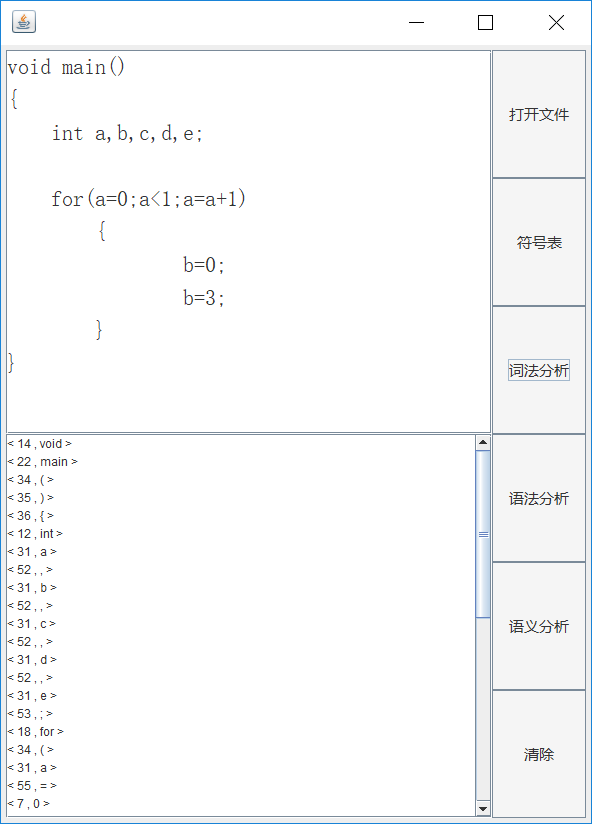 void main()
{
    int a,b,c,d,e;

    for(a=0;a<1;a=a+1)
        {
                b=0;
                b=3;
        }
}
< 14 , void >
< 22 , main >
< 34 , ( >
< 35 , ) >
< 36 , { >
< 12 , int >
< 31 , a >
< 52 , , >
< 31 , b >
< 52 , , >
< 31 , c >
< 52 , , >
< 31 , d >
< 52 , , >
< 31 , e >
< 53 , ; >
< 18 , for >
< 34 , ( >
< 31 , a >
< 55 , = >
< 7 , 0 >
打开文件
符号表
词法分析
语法分析
语义分析
清除